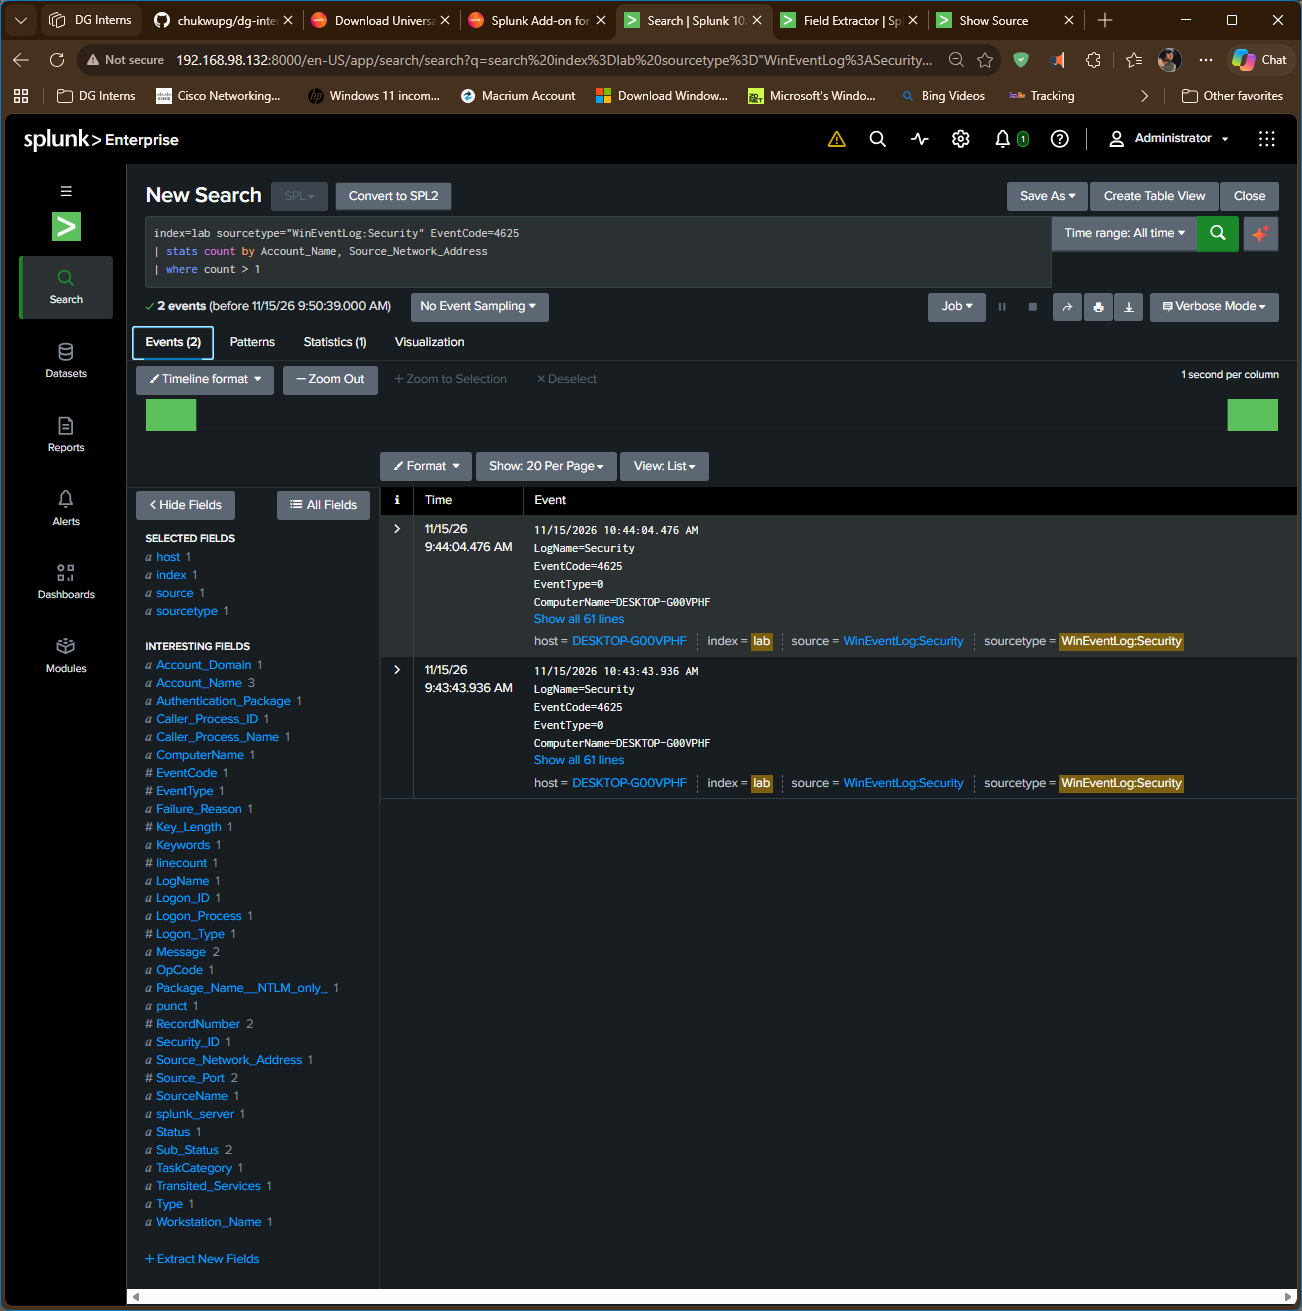 DG Interns
chukwupg/dg-inte
Download Universa
Splunk Add-on for
Search | Splunk 10.
Field Extractor | Sp
Show Source
Not secure
192.168.98.132:8000/en-US/app/search/search?q=search%20index%3Dlab%20sourcetype%3D"WinEventLog%3ASecurity...
Chat
DG Interns
Cisco Networking...
Windows 11 incom...
Macrium Account
Download Window...
Microsoft's Windo...
Bing Videos
Tracking
Other favorites
splunk> Enterprise
1
Administrator
New Search
SPL
Convert to SPL2
Save As
Create Table View
Close
index=lab sourcetype="WinEventLog:Security" EventCode=4625
| stats count by Account_Name, Source_Network_Address
| where count > 1
Time range: All time
2 events (before 11/15/26 9:50:39.000 AM)
No Event Sampling
Job
Verbose Mode
Search
Datasets
Reports
Alerts
Dashboards
Modules
Events (2)
Patterns
Statistics (1)
Visualization
Timeline format
— Zoom Out
+ Zoom to Selection
× Deselect
1 second per column
Format
Show: 20 Per Page
View: List
< Hide Fields
All Fields
SELECTED FIELDS
a host 1
a index 1
a source 1
a sourcetype 1
INTERESTING FIELDS
a Account_Domain 1
a Account_Name 3
a Authentication_Package 1
a Caller_Process_ID 1
a Caller_Process_Name 1
a ComputerName 1
# EventCode 1
# EventType 1
a Failure_Reason 1
# Key_Length 1
a Keywords 1
# linecount 1
a LogName 1
a Logon_ID 1
a Logon_Process 1
# Logon_Type 1
a Message 2
a OpCode 1
a Package_Name__NTLM_only_ 1
a punct 1
# RecordNumber 2
a Security_ID 1
a Source_Network_Address 1
# Source_Port 2
a SourceName 1
a splunk_server 1
a Status 1
a Sub_Status 2
a TaskCategory 1
a Transited_Services 1
a Type 1
a Workstation_Name 1
+ Extract New Fields
i
Time
Event
11/15/26
9:44:04.476 AM
11/15/2026 10:44:04.476 AM
LogName=Security
EventCode=4625
EventType=0
ComputerName=DESKTOP-G00VPHF
Show all 61 lines
host = DESKTOP-G00VPHF
index = lab
source = WinEventLog:Security
sourcetype = WinEventLog:Security
11/15/26
9:43:43.936 AM
11/15/2026 10:43:43.936 AM
LogName=Security
EventCode=4625
EventType=0
ComputerName=DESKTOP-G00VPHF
Show all 61 lines
host = DESKTOP-G00VPHF
index = lab
source = WinEventLog:Security
sourcetype = WinEventLog:Security